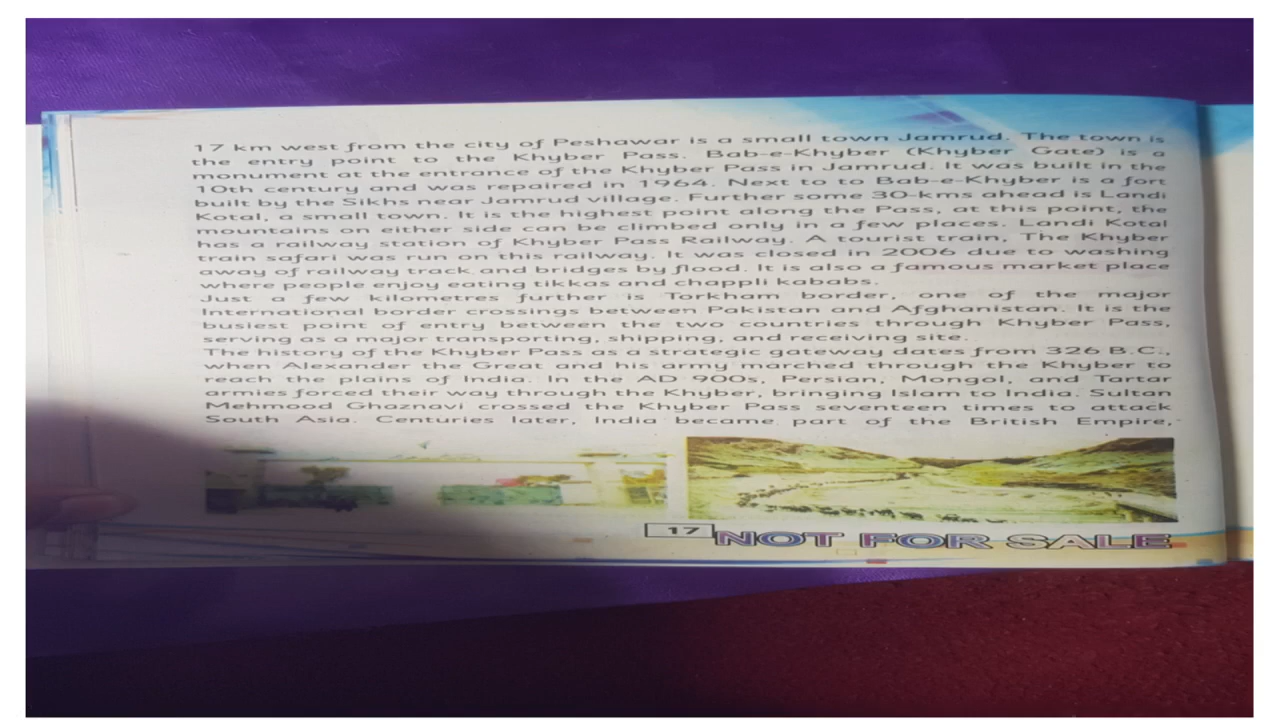 17 km west from the city of Peshawar is a small town Jamrud. The town is
the entry point to the Khyber Pass. Bab-e-Khyber (Khyber Gate) is a
monument at the entrance of the Khyber Pass in Jamrud. It was built in the
10th century and was repaired in 1964. Next to to Bab-e-Khyber is a fort
built by the Sikhs near Jamrud village. Further some 30-kms ahead is Landi
Kotal, a small town. It is the highest point along the Pass, at this point, the
mountains on either side can be climbed only in a few places. Landi Kotal
has a railway station of Khyber Pass Railway. A tourist train, The Khyber
train safari was run on this railway. It was closed in 2006 due to washing
away of railway track and bridges by flood. It is also a famous market place
where people enjoy eating tikkas and chappli kababs.
Just a few kilometres further is Torkham border, one of the major
International border crossings between Pakistan and Afghanistan. It is the
busiest point of entry between the two countries through Khyber Pass,
serving as a major transporting, shipping, and receiving site.
The history of the Khyber Pass as a strategic gateway dates from 326 B.C.,
when Alexander the Great and his army marched through the Khyber to
reach the plains of India. In the AD 900s, Persian, Mongol, and Tartar
armies forced their way through the Khyber, bringing Islam to India. Sultan
Mehmood Ghaznavi crossed the Khyber Pass seventeen times to attack
South Asia. Centuries later, India became part of the British Empire,
17
NOT FOR SALE